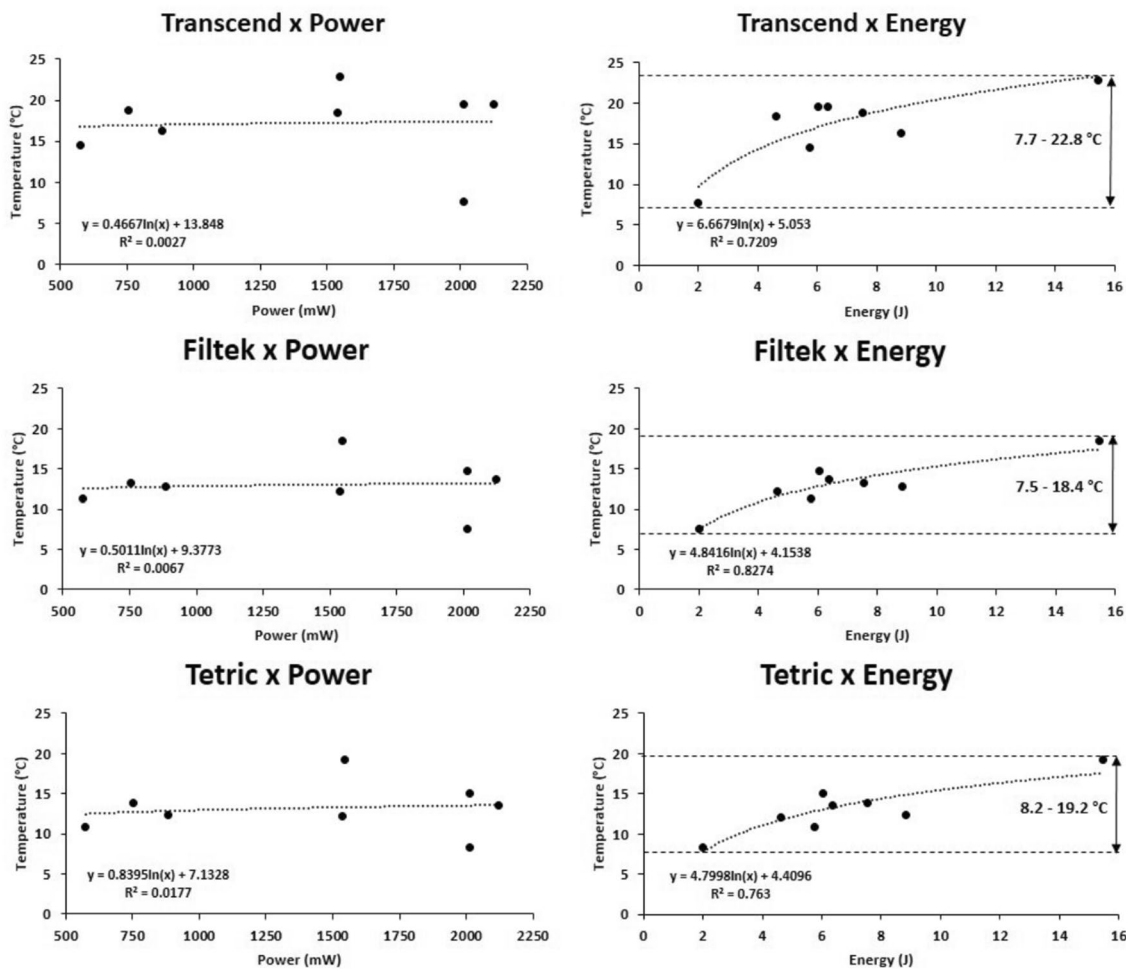 Transcend x Power
Temperature (°C)
25
20
15
10
5
0
y = 0.4667ln(x) + 13.848
R² = 0.0027
500 750 1000 1250 1500 1750 2000 2250
Power (mW)
Transcend x Energy
Temperature (°C)
25
20
15
10
5
0
7.7 - 22.8 °C
y = 6.6679ln(x) + 5.053
R² = 0.7209
0 2 4 6 8 10 12 14 16
Energy (J)
Filtek x Power
Temperature (°C)
25
20
15
10
5
0
y = 0.5011ln(x) + 9.3773
R² = 0.0067
500 750 1000 1250 1500 1750 2000 2250
Power (mW)
Filtek x Energy
Temperature (°C)
25
20
15
10
5
0
7.5 - 18.4 °C
y = 4.8416ln(x) + 4.1538
R² = 0.8274
0 2 4 6 8 10 12 14 16
Energy (J)
Tetric x Power
Temperature (°C)
25
20
15
10
5
0
y = 0.8395ln(x) + 7.1328
R² = 0.0177
500 750 1000 1250 1500 1750 2000 2250
Power (mW)
Tetric x Energy
Temperature (°C)
25
20
15
10
5
0
8.2 - 19.2 °C
y = 4.7998ln(x) + 4.4096
R² = 0.763
0 2 4 6 8 10 12 14 16
Energy (J)